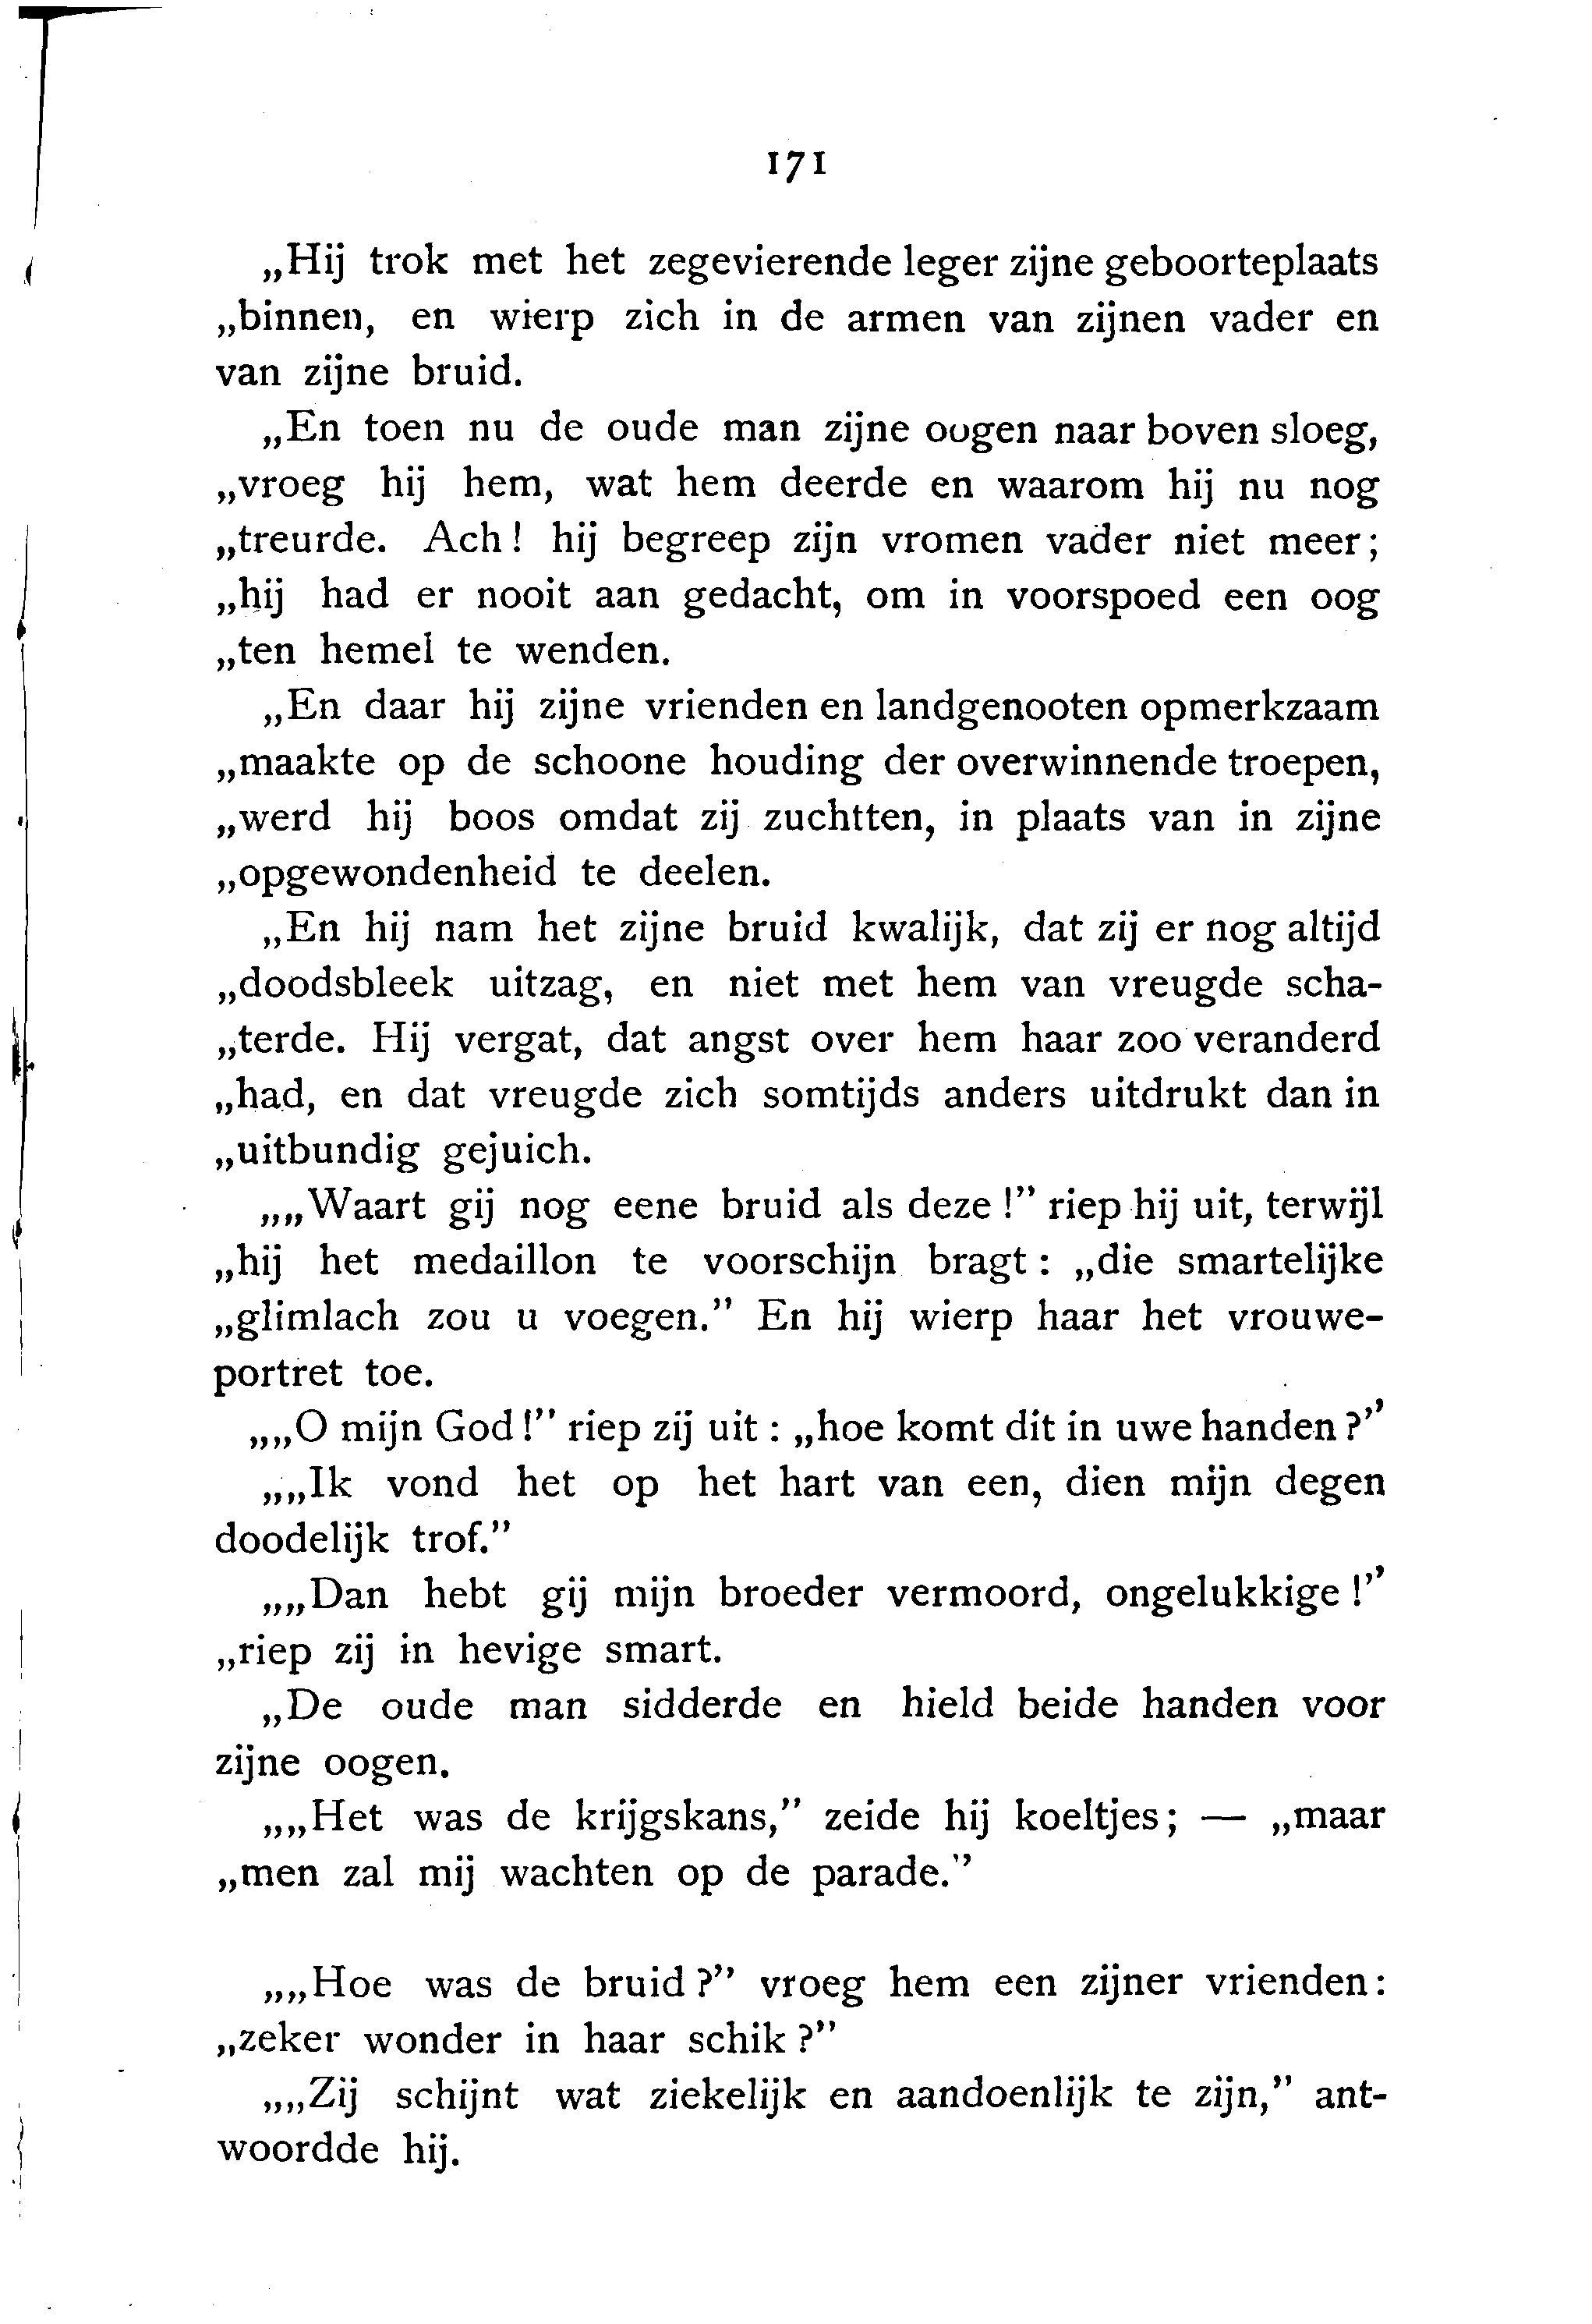 171
„Hij trok met het zegevierende leger zijne geboorteplaats
„binnen, en wierp zich in de armen van zijnen vader en
van zijne bruid.
„En toen nu de oude man zijne oogen naar boven sloeg,
„vroeg hij hem, wat hem deerde en waarom hij nu nog
„treurde. Ach! hij begreep zijn vromen vader niet meer;
„hij had er nooit aan gedacht, om in voorspoed een oog
„ten hemel te wenden.
„En daar hij zijne vrienden en landgenooten opmerkzaam
„maakte op de schoone houding der overwinnende troepen,
„werd hij boos omdat zij zuchtten, in plaats van in zijne
„opgewondenheid te deelen.
„En hij nam het zijne bruid kwalijk, dat zij er nog altijd
„doodsbleek uitzag, en niet met hem van vreugde scha-
„terde. Hij vergat, dat angst over hem haar zoo veranderd
„had, en dat vreugde zich somtijds anders uitdrukt dan in
„uitbundig gejuich.
„„Waart gij nog eene bruid als deze !” riep hij uit, terwijl
„hij het medaillon te voorschijn bragt : „die smartelijke
„glimlach zou u voegen.” En hij wierp haar het vrouwe-
portret toe.
„„O mijn God !” riep zij uit : „hoe komt dit in uwe handen ?”
„„Ik vond het op het hart van een, dien mijn degen
doodelijk trof.”
„„Dan hebt gij mijn broeder vermoord, ongelukkige !”
„riep zij in hevige smart.
„De oude man sidderde en hield beide handen voor
zijne oogen.
„„Het was de krijgskans,” zeide hij koeltjes; — „maar
„men zal mij wachten op de parade.”
„„Hoe was de bruid ?” vroeg hem een zijner vrienden:
„zeker wonder in haar schik ?”
„„Zij schijnt wat ziekelijk en aandoenlijk te zijn,” ant-
woordde hij.